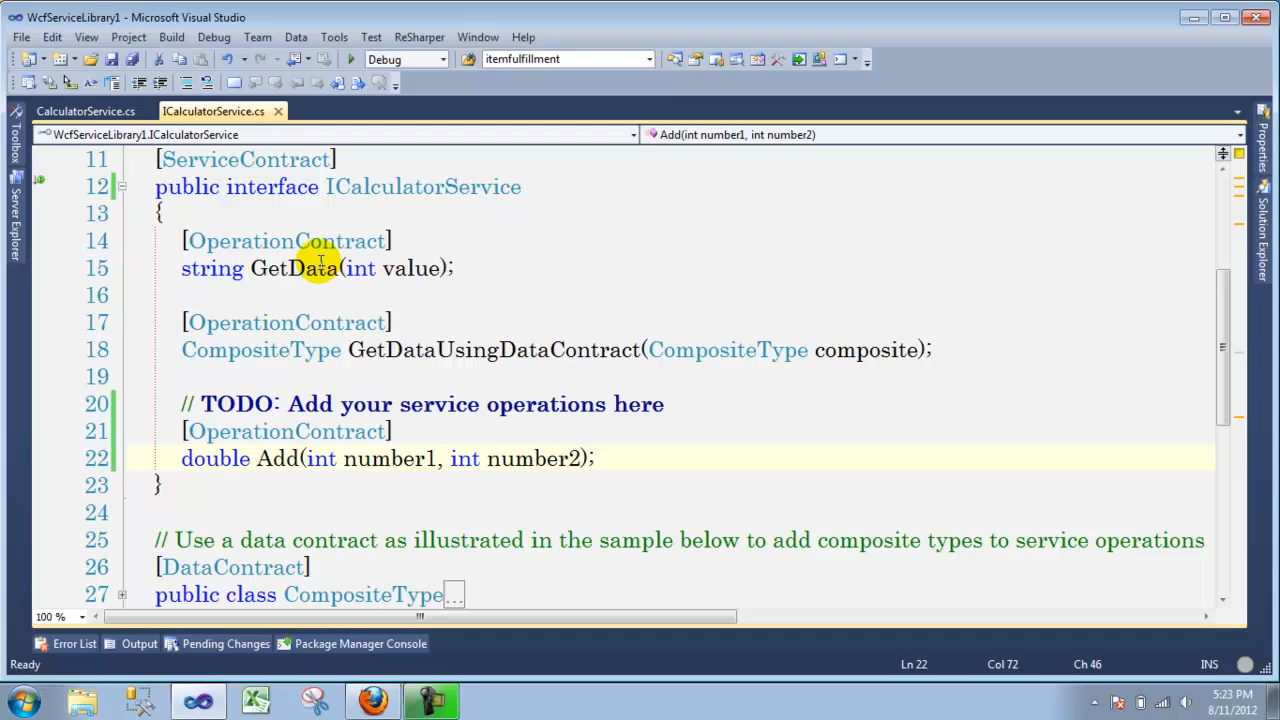 WcfServiceLibrary1 - Microsoft Visual Studio
File Edit View Project Build Debug Team Data Tools Test ReSharper Window Help
Debug itemfulfillment
CalculatorService.cs ICalculatorService.cs
WcfServiceLibrary1.ICalculatorService Add(int number1, int number2)
Toolbox
Server Explorer
Properties
Solution Explorer
11 [ServiceContract]
12 public interface ICalculatorService
13 {
14 [OperationContract]
15 string GetData(int value);
16
17 [OperationContract]
18 CompositeType GetDataUsingDataContract(CompositeType composite);
19
20 // TODO: Add your service operations here
21 [OperationContract]
22 double Add(int number1, int number2);
23 }
24
25 // Use a data contract as illustrated in the sample below to add composite types to service operations
26 [DataContract]
27 public class CompositeType...
100 %
Error List Output Pending Changes Package Manager Console
Ready Ln 22 Col 72 Ch 46 INS
5:23 PM
8/11/2012